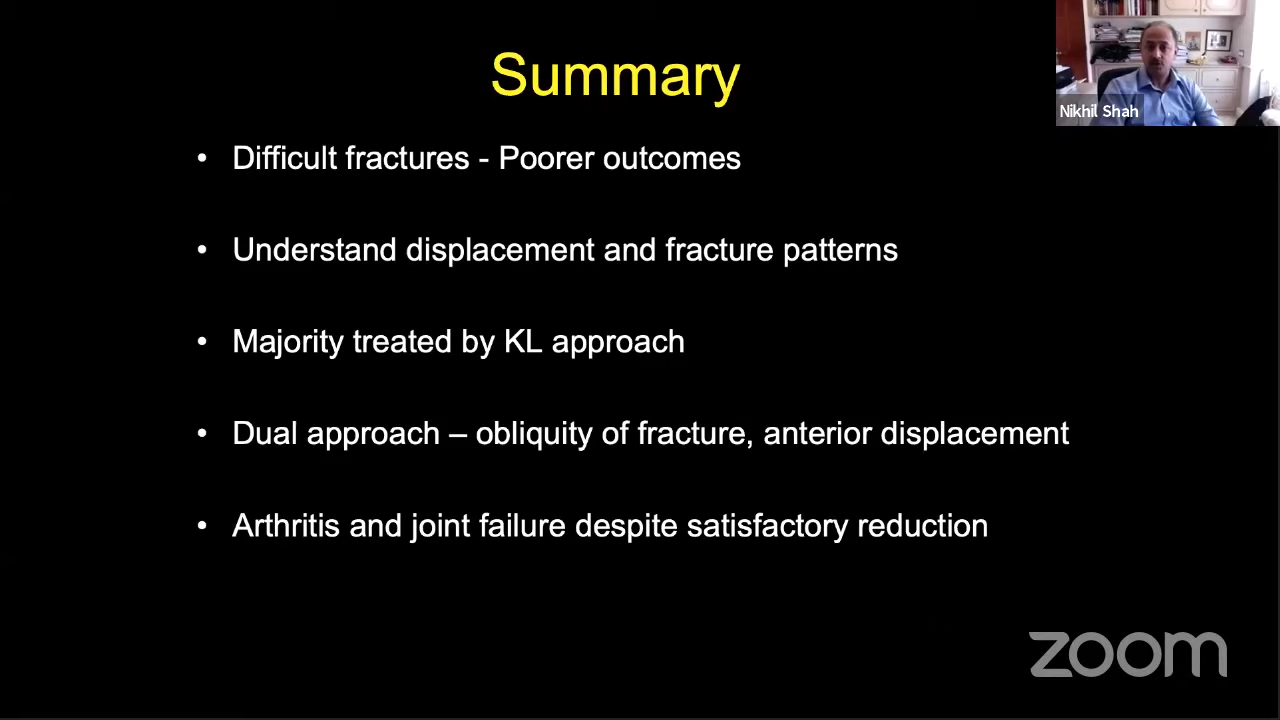 Summary
Nikhil Shah
• Difficult fractures - Poorer outcomes
• Understand displacement and fracture patterns
• Majority treated by KL approach
• Dual approach – obliquity of fracture, anterior displacement
• Arthritis and joint failure despite satisfactory reduction
zoom